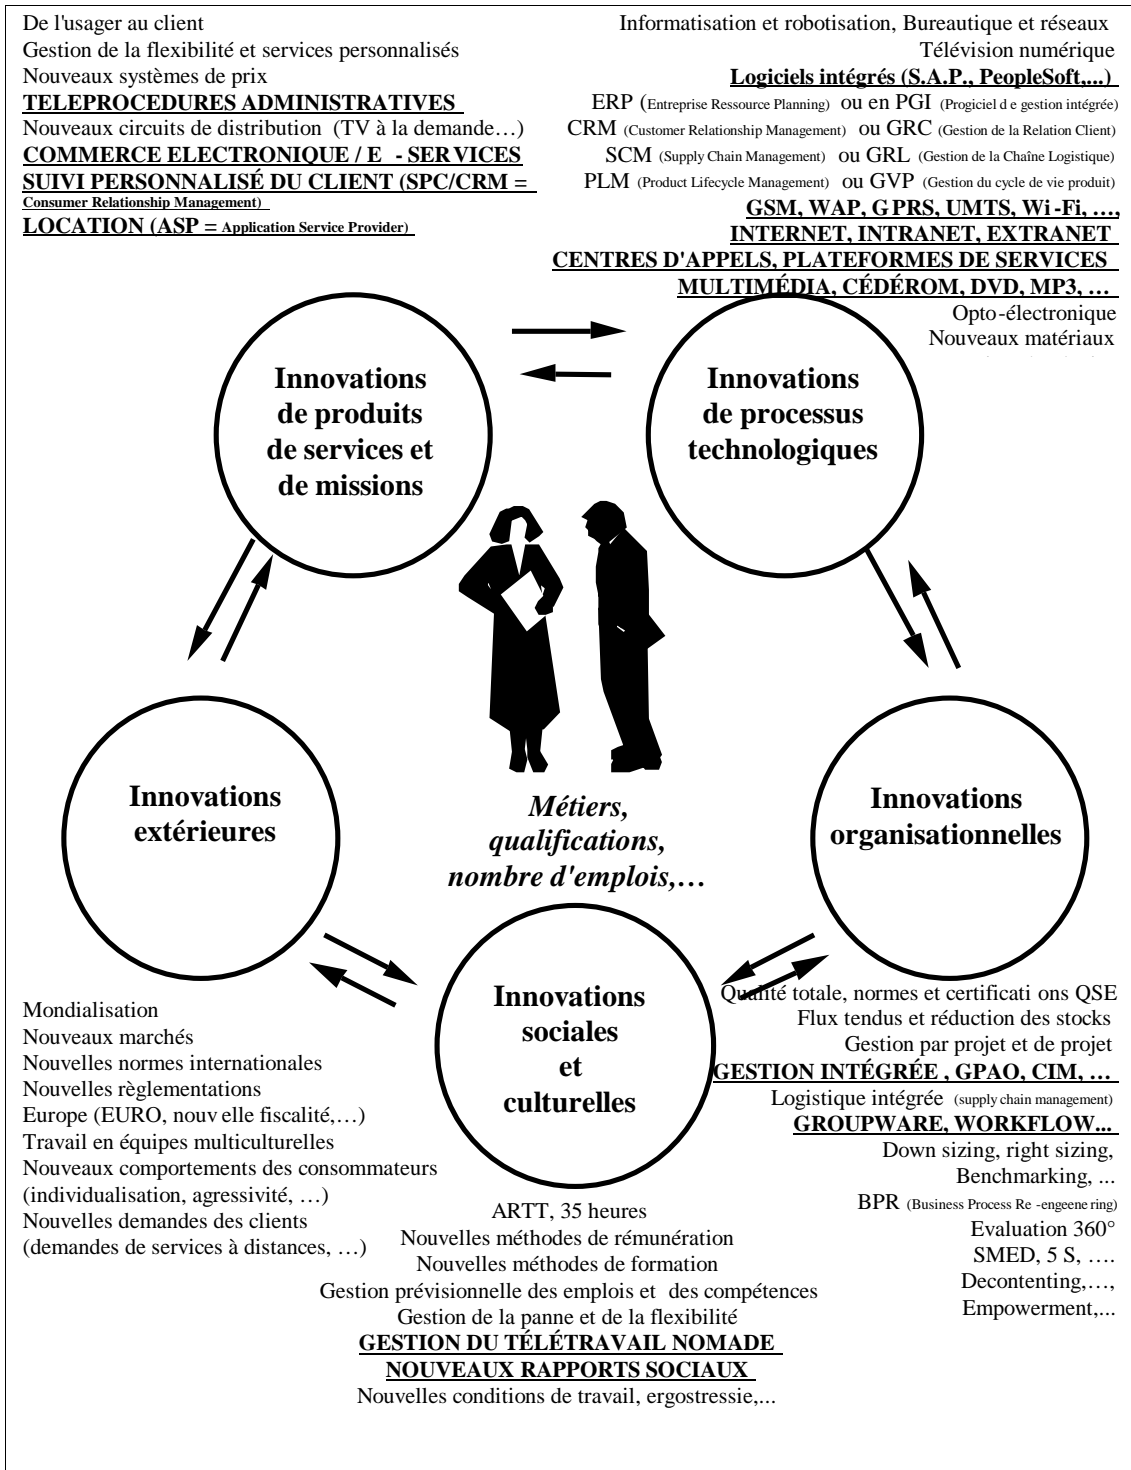 De l'usager au client
Gestion de la flexibilité et services personnalisés
Nouveaux systèmes de prix
TELEPROCEDURES ADMINISTRATIVES
Nouveaux circuits de distribution (TV à la demande…)
COMMERCE ELECTRONIQUE / E - SERVICES
SUIVI PERSONNALISÉ DU CLIENT (SPC/CRM =
Consumer Relationship Management)
LOCATION (ASP = Application Service Provider)
Informatisation et robotisation, Bureautique et réseaux
Télévision numérique
Logiciels intégrés (S.A.P., PeopleSoft,...)
ERP (Entreprise Ressource Planning) ou en PGI (Progiciel d e gestion intégrée)
CRM (Customer Relationship Management) ou GRC (Gestion de la Relation Client)
SCM (Supply Chain Management) ou GRL (Gestion de la Chaîne Logistique)
PLM (Product Lifecycle Management) ou GVP (Gestion du cycle de vie produit)
GSM, WAP, G PRS, UMTS, Wi -Fi, …,
INTERNET, INTRANET, EXTRANET
CENTRES D'APPELS, PLATEFORMES DE SERVICES
MULTIMÉDIA, CÉDÉROM, DVD, MP3, …
Opto-électronique
Nouveaux matériaux
Innovations
de produits
de services et
de missions
Innovations
de processus
technologiques
Innovations
extérieures
Métiers,
qualifications,
nombre d'emplois,…
Innovations
organisationnelles
Innovations
sociales
et
culturelles
Mondialisation
Nouveaux marchés
Nouvelles normes internationales
Nouvelles règlementations
Europe (EURO, nouv elle fiscalité,…)
Travail en équipes multiculturelles
Nouveaux comportements des consommateurs
(individualisation, agressivité, …)
Nouvelles demandes des clients
(demandes de services à distances, …)
Qualité totale, normes et certificati ons QSE
Flux tendus et réduction des stocks
Gestion par projet et de projet
GESTION INTÉGRÉE , GPAO, CIM, …
Logistique intégrée (supply chain management)
GROUPWARE, WORKFLOW...
Down sizing, right sizing,
Benchmarking, ...
BPR (Business Process Re -engeene ring)
Evaluation 360°
SMED, 5 S, ….
Decontenting,…,
Empowerment,...
ARTT, 35 heures
Nouvelles méthodes de rémunération
Nouvelles méthodes de formation
Gestion prévisionnelle des emplois et des compétences
Gestion de la panne et de la flexibilité
GESTION DU TÉLÉTRAVAIL NOMADE
NOUVEAUX RAPPORTS SOCIAUX
Nouvelles conditions de travail, ergostressie,...